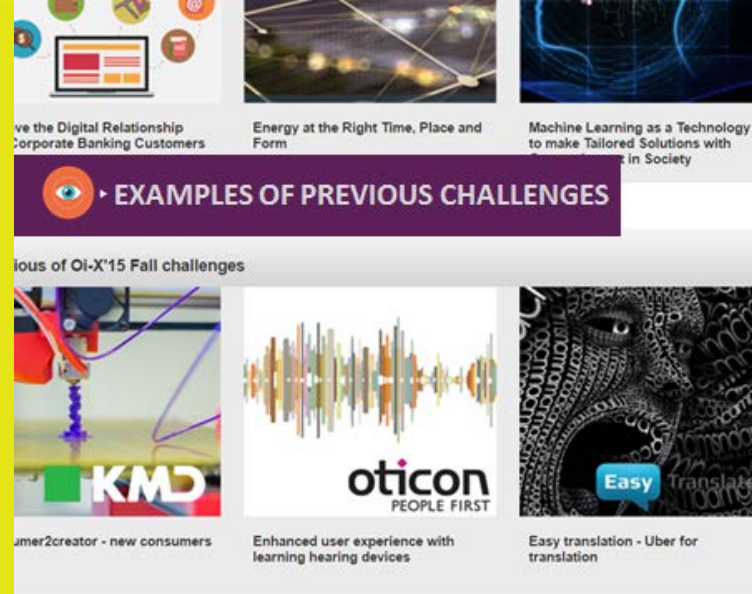 ve the Digital Relationship
Corporate Banking Customers
Energy at the Right Time, Place and
Form
Machine Learning as a Technology
to make Tailored Solutions with
in Society
EXAMPLES OF PREVIOUS CHALLENGES
ious of Oi-X'15 Fall challenges
KMD
oticon
PEOPLE FIRST
Easy Translate
umer2creator - new consumers
Enhanced user experience with
learning hearing devices
Easy translation - Uber for
translation